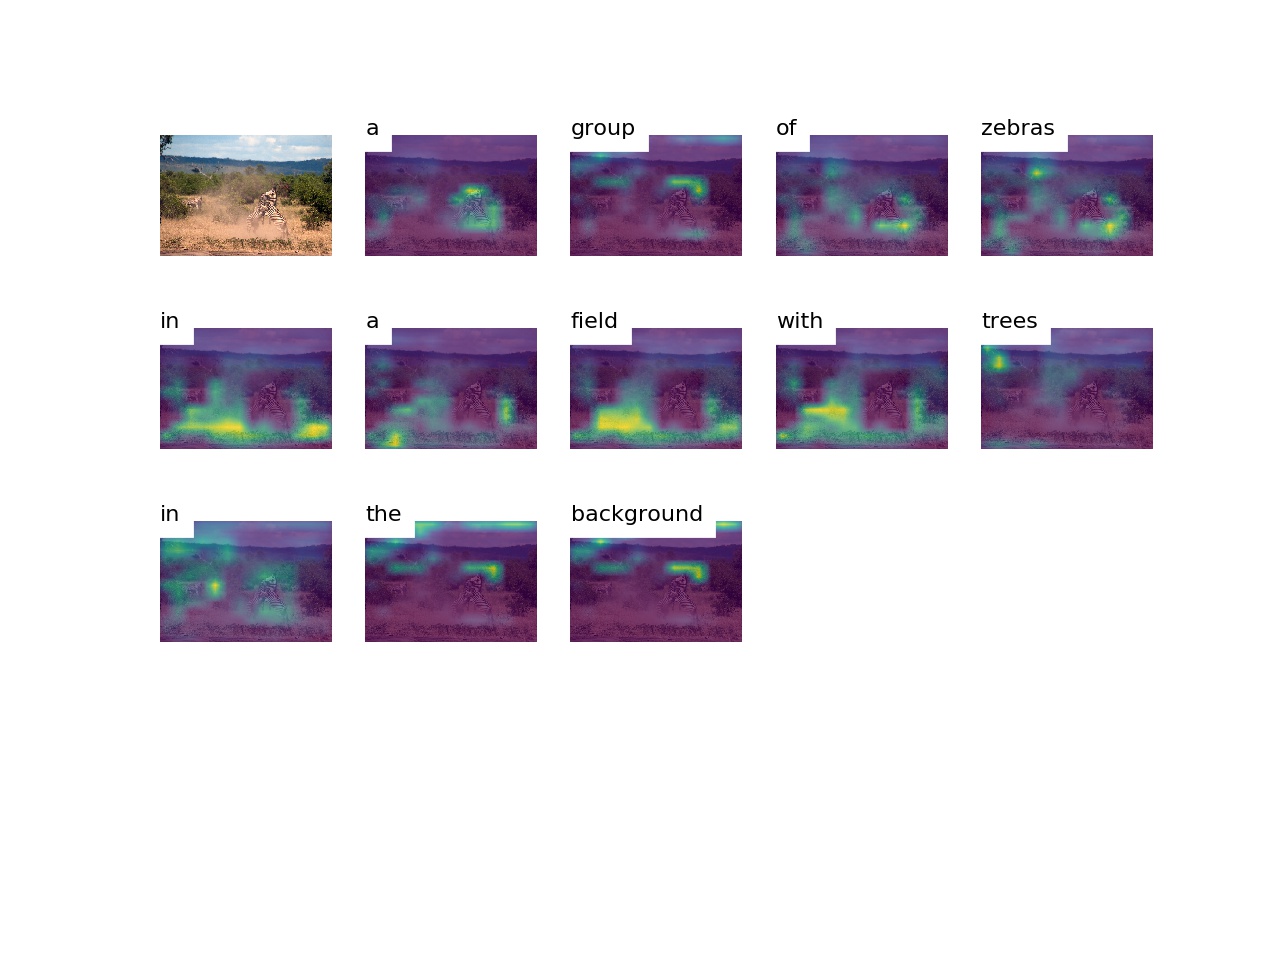 a group of zebras
in a field with trees
in the background